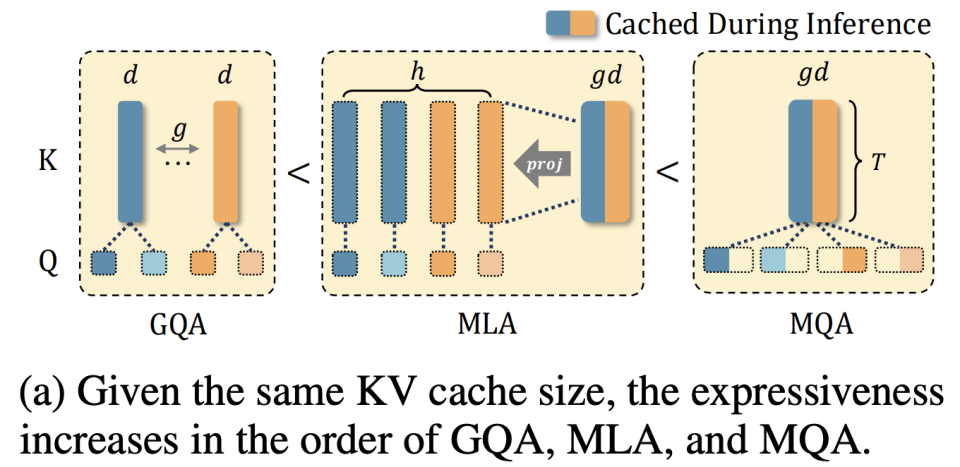 Cached During Inference
d d h gd gd
g
...
K < proj < T
Q
GQA MLA MQA
(a) Given the same KV cache size, the expressiveness
increases in the order of GQA, MLA, and MQA.